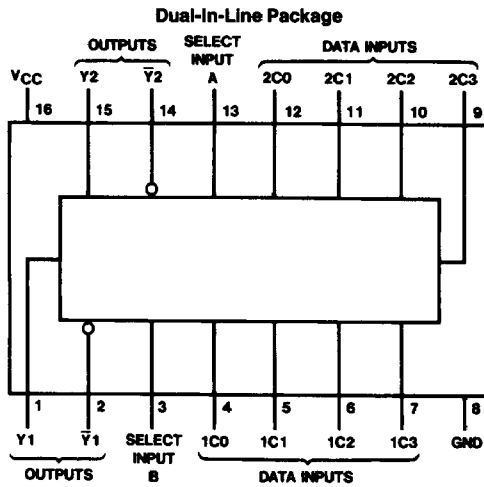 Dual-In-Line Package
OUTPUTS
SELECT
INPUT
A
DATA INPUTS
VCC Y2 Y̅2 2C0 2C1 2C2 2C3
16 15 14 13 12 11 10 9
1 2 3 4 5 6 7 8
Y1 Y̅1 SELECT
INPUT
B
1C0 1C1 1C2 1C3 GND
OUTPUTS
DATA INPUTS